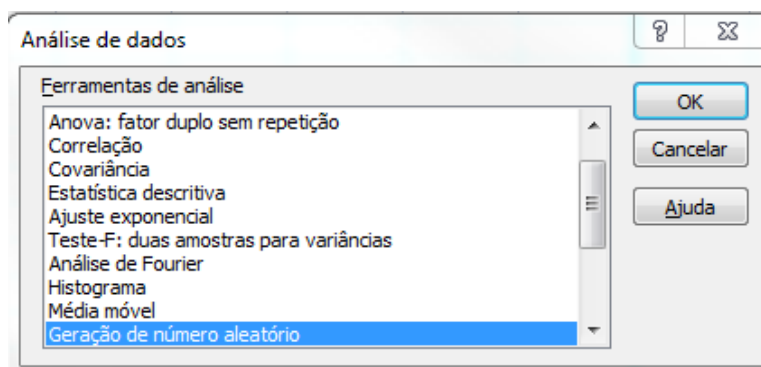 Análise de dados
Ferramentas de análise
Anova: fator duplo sem repetição
Correlação
Covariância
Estatística descritiva
Ajuste exponencial
Teste-F: duas amostras para variâncias
Análise de Fourier
Histograma
Média móvel
Geração de número aleatório
OK
Cancelar
Ajuda